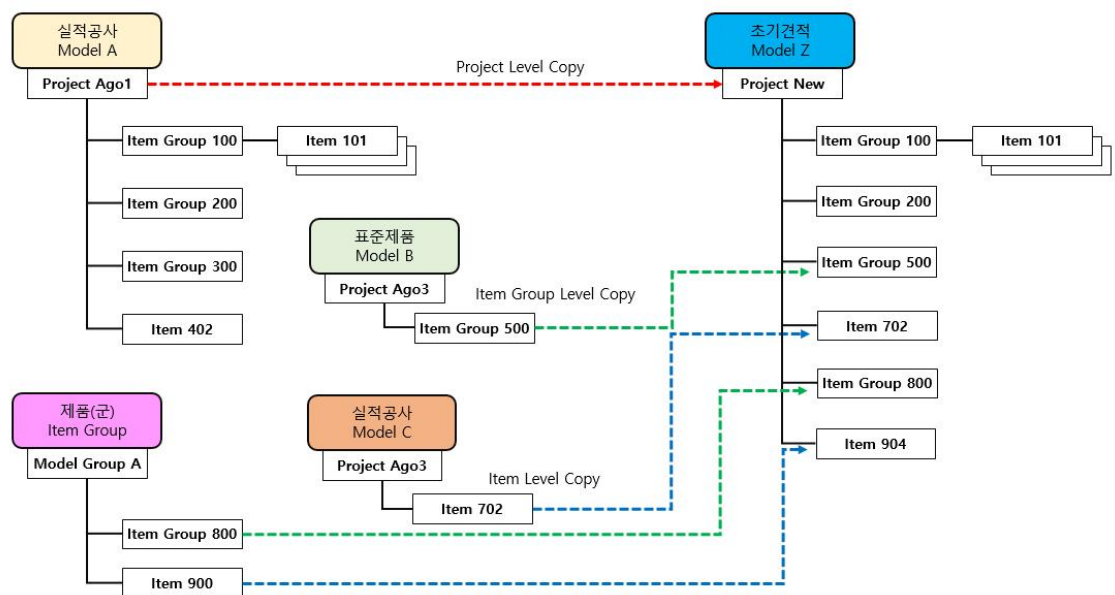 실적공사
Model A
Project Ago1
Item Group 100
Item 101
Item Group 200
Item Group 300
Item 402
Project Level Copy
초기견적
Model Z
Project New
Item Group 100
Item 101
Item Group 200
Item Group 500
Item 702
Item Group 800
Item 904
표준제품
Model B
Project Ago3
Item Group 500
Item Group Level Copy
제품(군)
Item Group
Model Group A
Item Group 800
Item 900
실적공사
Model C
Project Ago3
Item 702
Item Level Copy